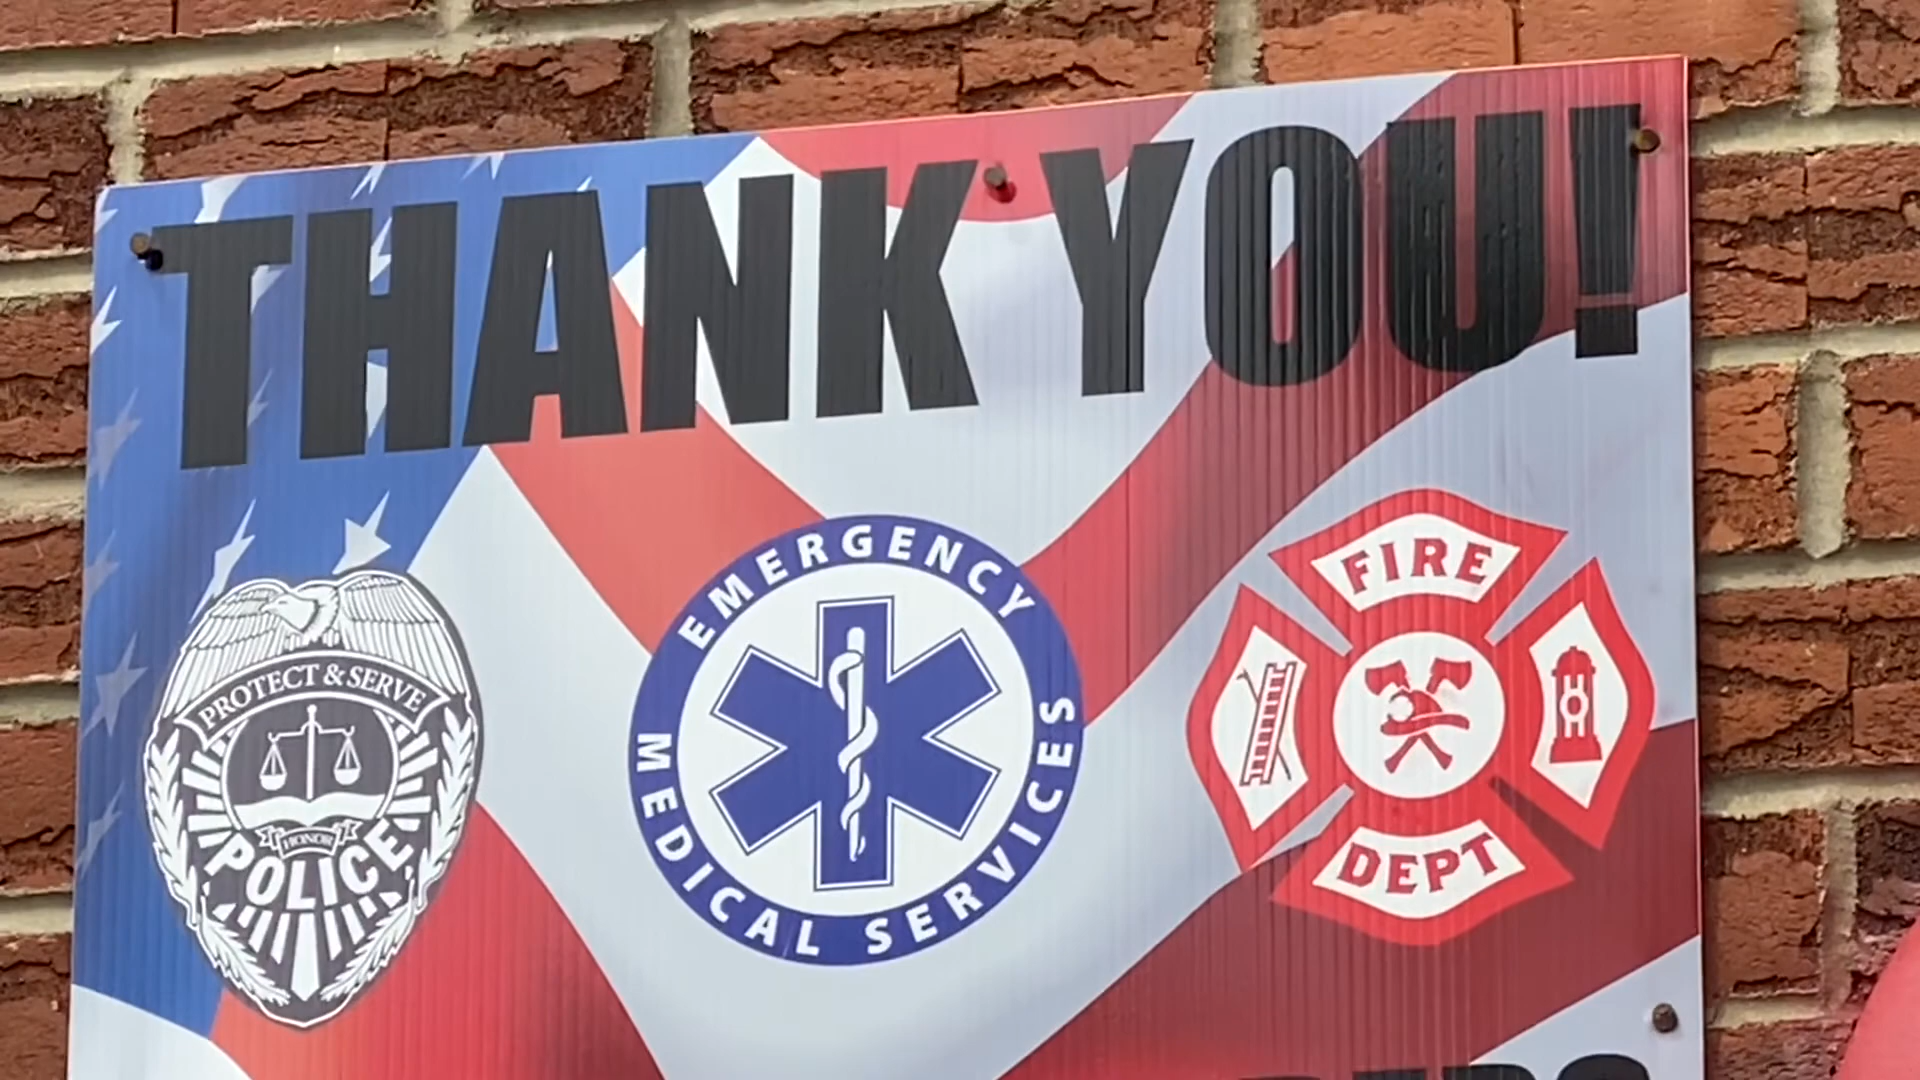 THANK YOU!
PROTECT & SERVE
HONOR
POLICE
EMERGENCY
MEDICAL SERVICES
FIRE
DEPT